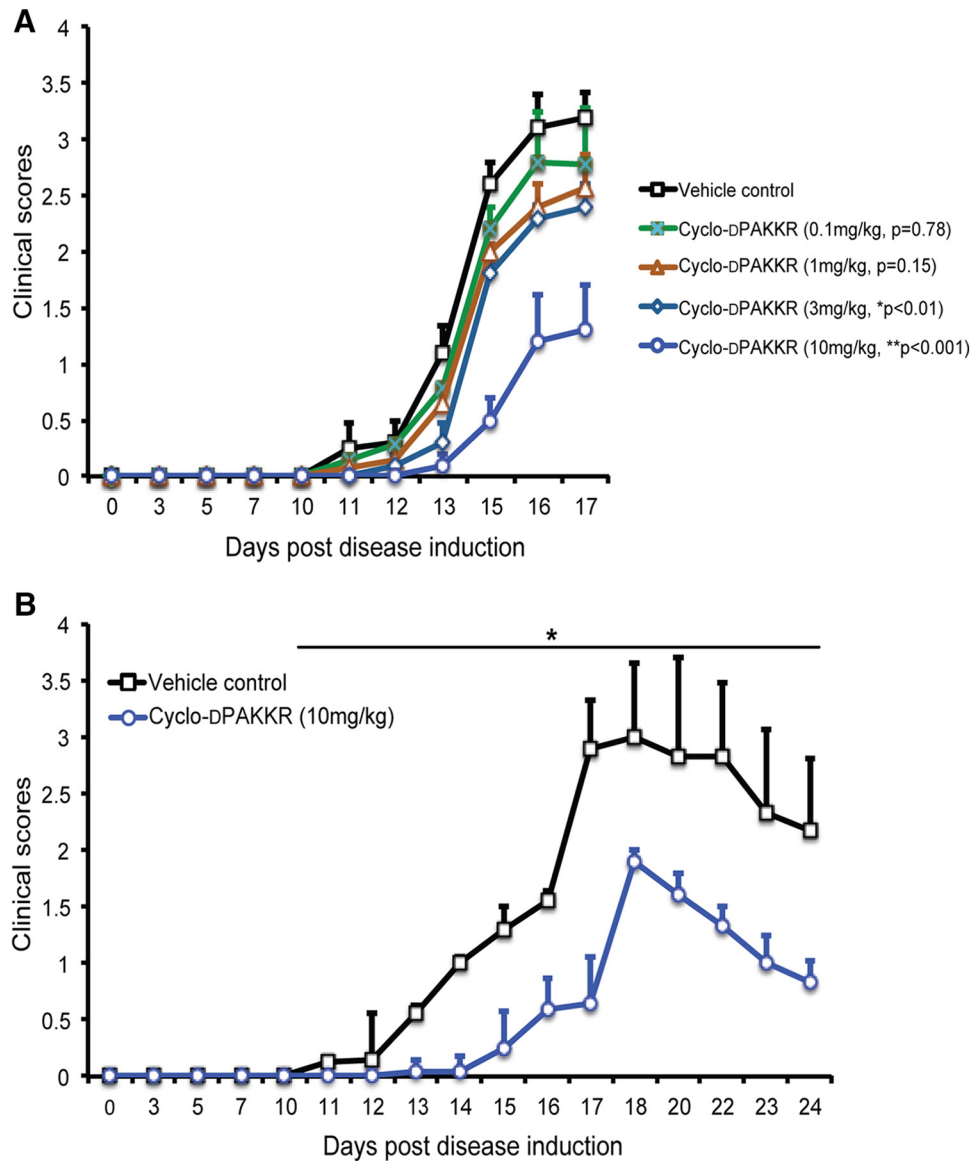 A
4
3.5
3
2.5
2
1.5
1
0.5
0
Clinical scores
0 3 5 7 10 11 12 13 15 16 17
Days post disease induction
Vehicle control
Cyclo-DPAKKR (0.1mg/kg, p=0.78)
Cyclo-DPAKKR (1mg/kg, p=0.15)
Cyclo-DPAKKR (3mg/kg, *p<0.01)
Cyclo-DPAKKR (10mg/kg, **p<0.001)
B
4
3.5
3
2.5
2
1.5
1
0.5
0
Clinical scores
*
Vehicle control
Cyclo-DPAKKR (10mg/kg)
0 3 5 7 10 11 12 13 14 15 16 17 18 20 22 23 24
Days post disease induction